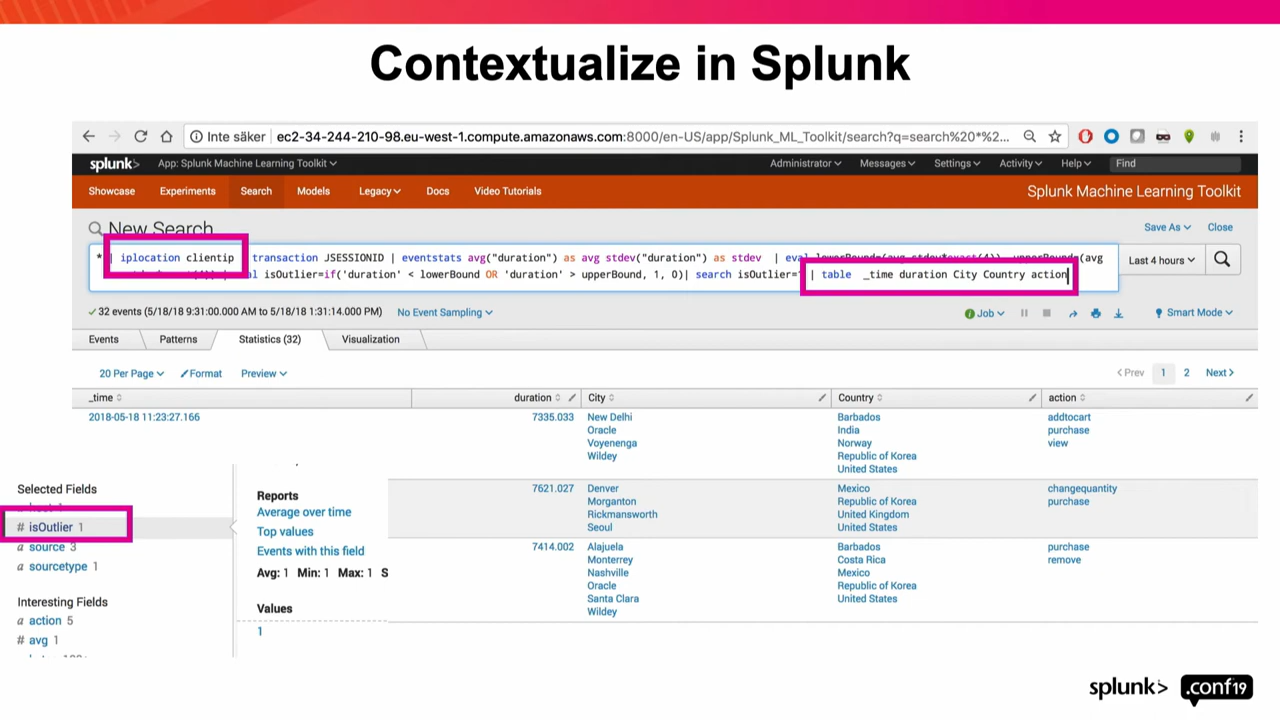 Contextualize in Splunk
Inte säker ec2-34-244-210-98.eu-west-1.compute.amazonaws.com:8000/en-US/app/Splunk_ML_Toolkit/search?q=search%20*%2...
splunk> App: Splunk Machine Learning Toolkit Administrator Messages Settings Activity Help Find
Showcase Experiments Search Models Legacy Docs Video Tutorials Splunk Machine Learning Toolkit
New Search Save As Close
* | iplocation clientip transaction JSESSIONID | eventstats avg("duration") as avg stdev("duration") as stdev | eval (avg
isOutlier=if('duration' < lowerBound OR 'duration' > upperBound, 1, 0)| search isOutlier= | table _time duration City Country action
Last 4 hours
32 events (5/18/18 9:31:00.000 AM to 5/18/18 1:31:14.000 PM) No Event Sampling Job Smart Mode
Events Patterns Statistics (32) Visualization
20 Per Page Format Preview < Prev 1 2 Next >
_time duration City Country action
2018-05-18 11:23:27.166 7335.033 New Delhi Barbados addtocart
Oracle India purchase
Voyenenga Norway view
Wildey Republic of Korea
United States
7621.027 Denver Mexico changequantity
Morganton Republic of Korea purchase
Rickmansworth United Kingdom
Seoul United States
7414.002 Alajuela Barbados purchase
Monterrey Costa Rica remove
Nashville Mexico
Oracle Republic of Korea
Santa Clara United States
Wildey
Selected Fields
# isOutlier 1
a source 3
a sourcetype 1
Interesting Fields
a action 5
# avg 1
Reports
Average over time
Top values
Events with this field
Avg: 1 Min: 1 Max: 1 S
Values
1
splunk> .conf19